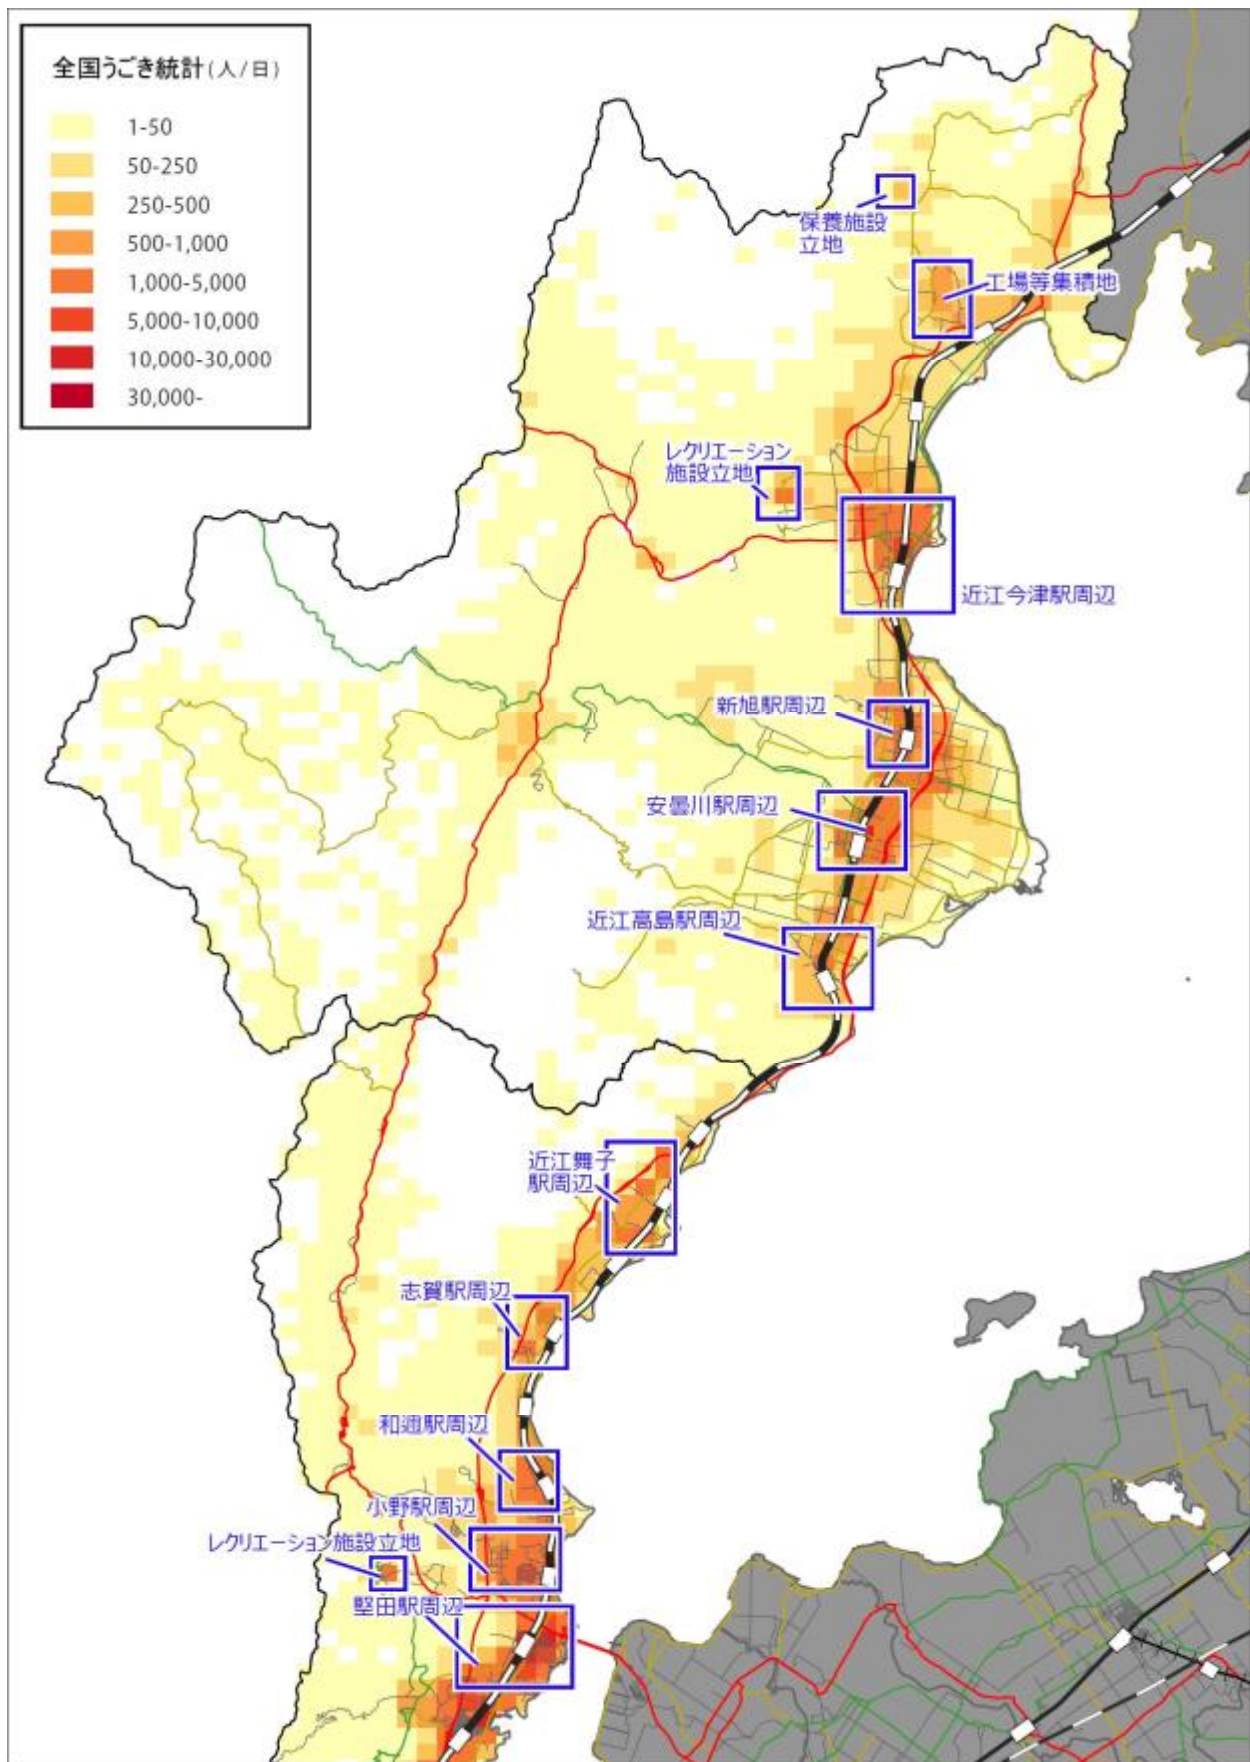 全国うごき統計(人/日)
1-50
50-250
250-500
500-1,000
1,000-5,000
5,000-10,000
10,000-30,000
30,000-
保養施設
立地
工場等集積地
レクリエーション
施設立地
近江今津駅周辺
新旭駅周辺
安曇川駅周辺
近江高島駅周辺
近江舞子
駅周辺
志賀駅周辺
和邇駅周辺
小野駅周辺
レクリエーション施設立地
堅田駅周辺